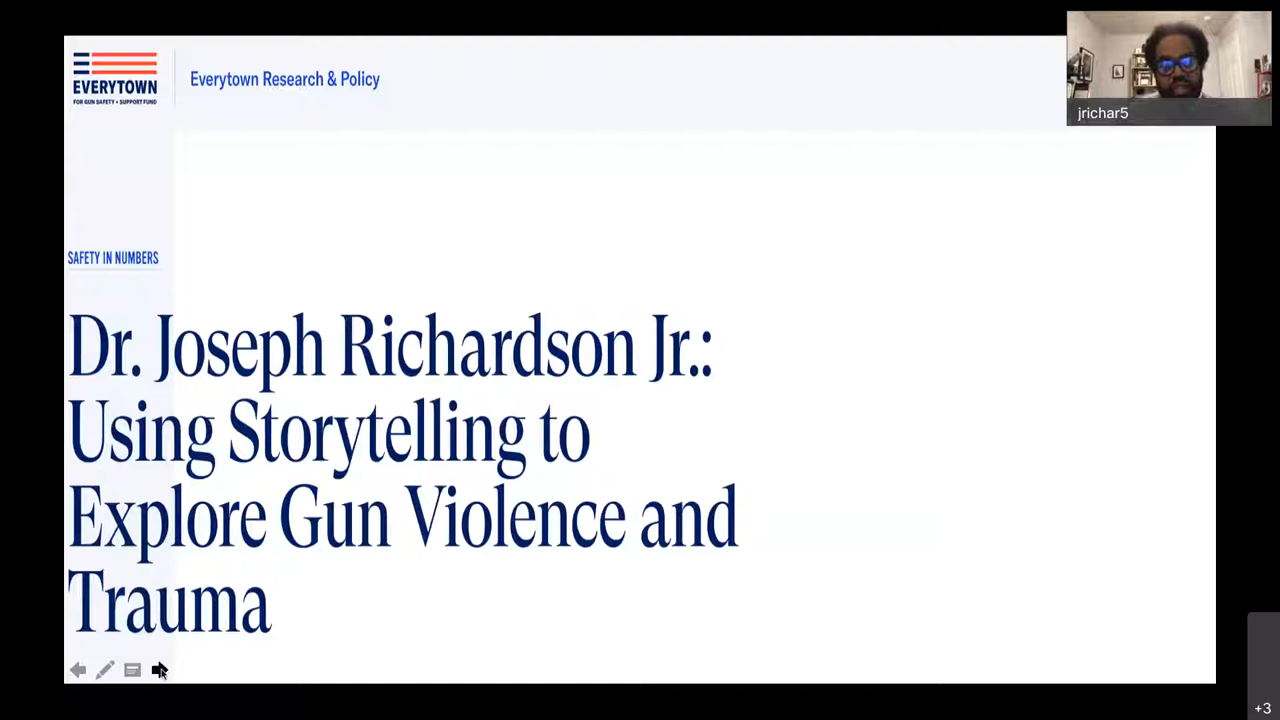 EVERYTOWN
FOR GUN SAFETY • SUPPORT FUND
Everytown Research & Policy
jrichar5
SAFETY IN NUMBERS
Dr. Joseph Richardson Jr.:
Using Storytelling to
Explore Gun Violence and
Trauma
+3